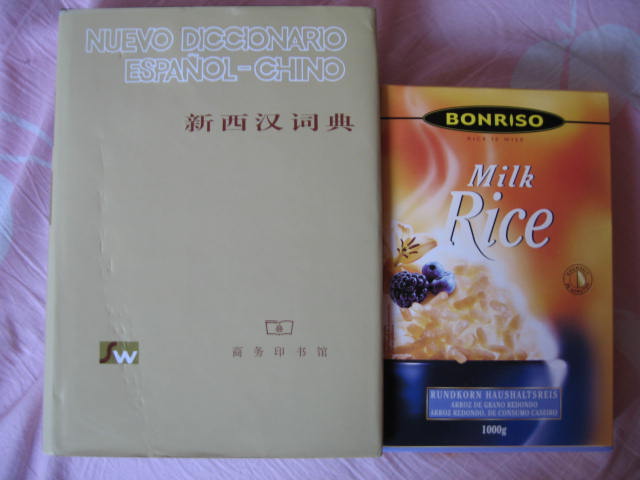 NUEVO DICCIONARIO
ESPAÑOL-CHINO
新西汉词典
SW
商务印书馆
BONRISO
RICE IS NICE
Milk
Rice
RUNDKORN HAUSHALTSREIS
ARROZ DE GRANO REDONDO
ARROZ REDONDO, DE CONSUMO CASEIRO
1000g